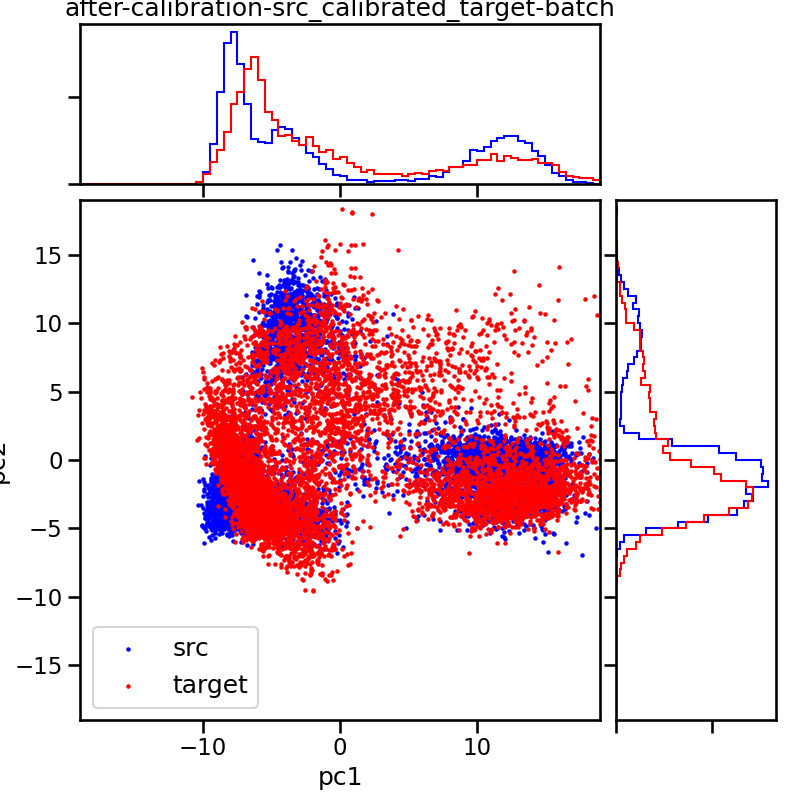 after-calibration-src_calibrated_target-batch
15
10
5
0
−5
−10
−15
pc2
src
target
−10
0
10
pc1